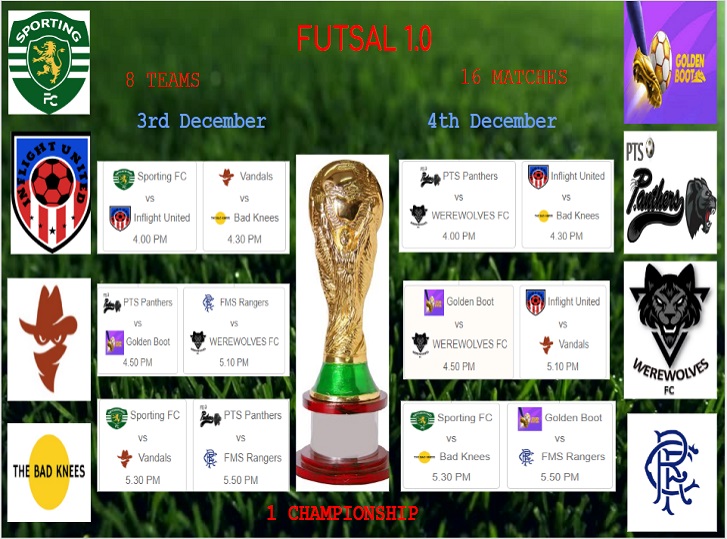 FUTSAL 1.0
8 TEAMS
16 MATCHES
3rd December
4th December
SPORTING
FC
INFLIGHT UNITED
THE BAD KNEES
Sporting FC
vs
Inflight United
4.00 PM
Vandals
vs
Bad Knees
4.30 PM
PTS Panthers
vs
Golden Boot
4.50 PM
FMS Rangers
vs
WEREWOLVES FC
5.10 PM
Sporting FC
vs
Vandals
5.30 PM
PTS Panthers
vs
FMS Rangers
5.50 PM
PTS Panthers
vs
WEREWOLVES FC
4.00 PM
Inflight United
vs
Bad Knees
4.30 PM
Golden Boot
vs
WEREWOLVES FC
4.50 PM
Inflight United
vs
Vandals
5.10 PM
Sporting FC
vs
Bad Knees
5.30 PM
Golden Boot
vs
FMS Rangers
5.50 PM
GOLDEN
BOOT
PTS
Panthers
WEREWOLVES
FC
1 CHAMPIONSHIP